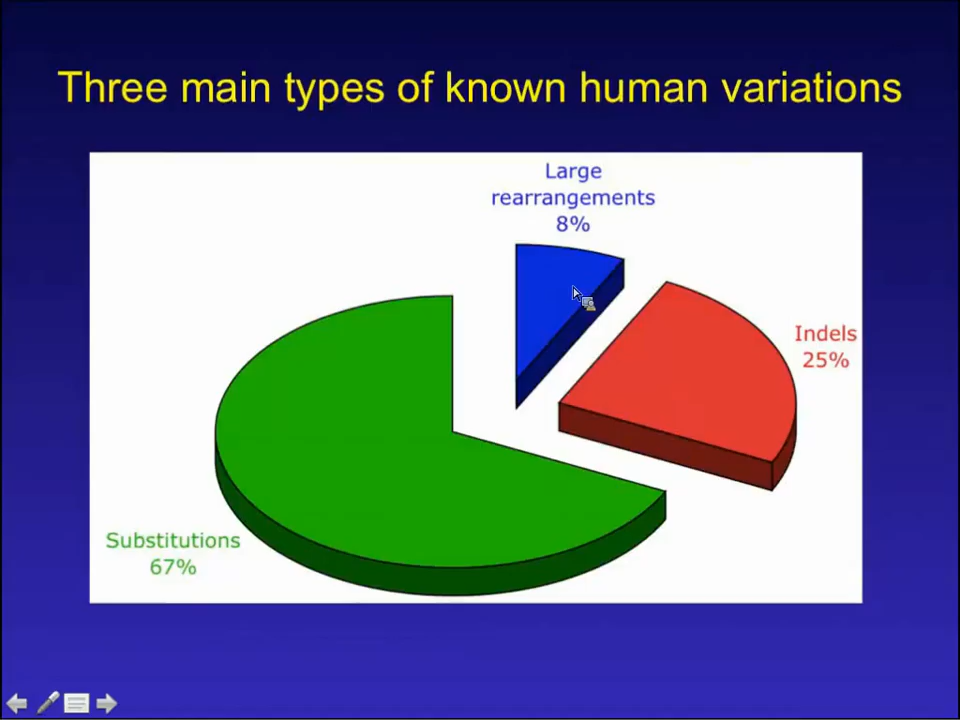 Three main types of known human variations
Large
rearrangements
8%
Indels
25%
Substitutions
67%